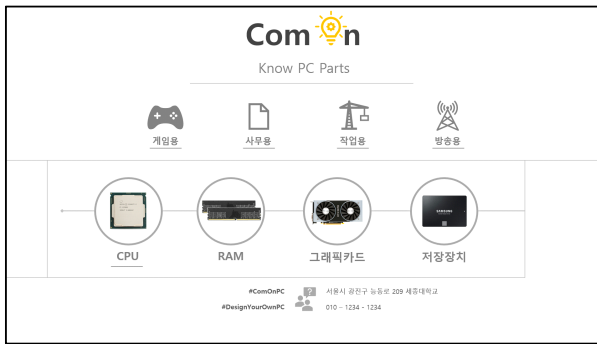 Com n
Know PC Parts
게임용 사무용 작업용 방송용
SAMSUNG
CPU RAM 그래픽카드 저장장치
#ComOnPC 서울시 광진구 능동로 209 세종대학교
#DesignYourOwnPC 010 – 1234 - 1234